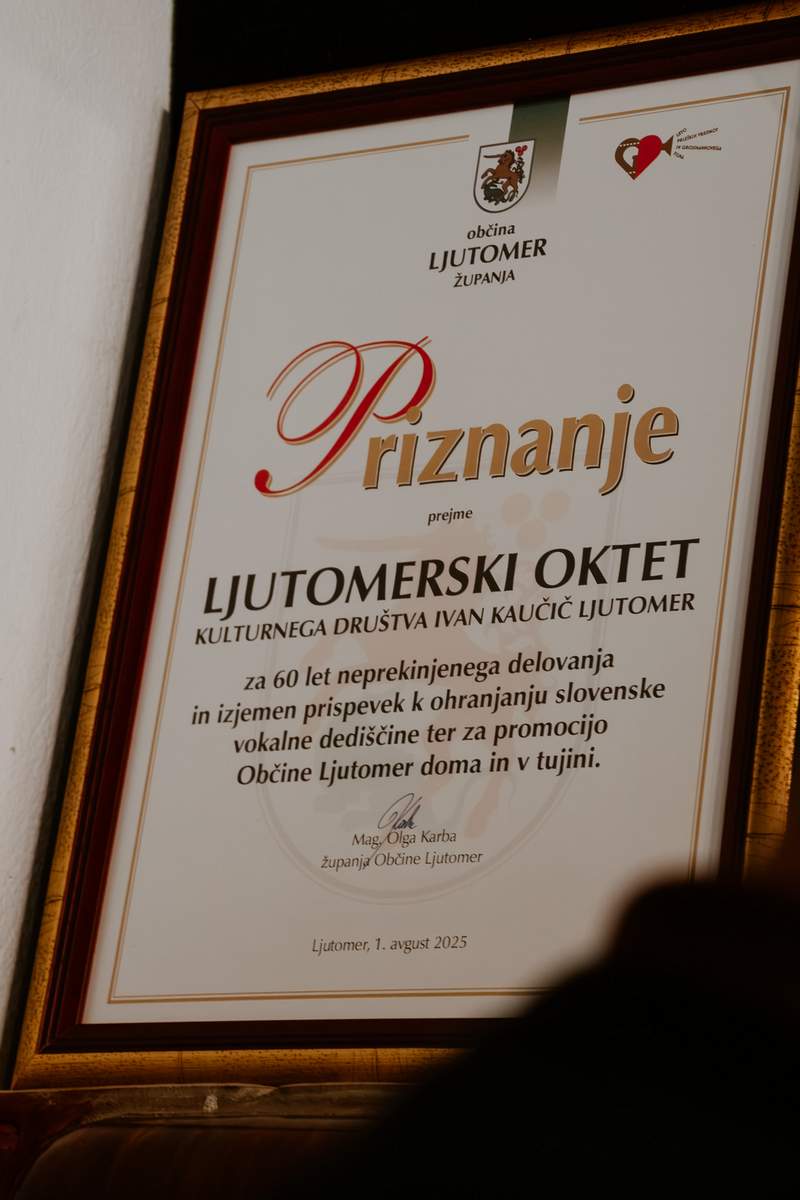 občina
LJUTOMER
ŽUPANJA
LETO
Priznanje
prejme
LJUTOMERSKI OKTET
KULTURNEGA DRUŠTVA IVAN KAUČIČ LJUTOMER
za 60 let neprekinjenega delovanja
in izjemen prispevek k ohranjanju slovenske
vokalne dediščine ter za promocijo
Občine Ljutomer doma in v tujini.
Mag. Olga Karba
županja Občine Ljutomer
Ljutomer, 1. avgust 2025